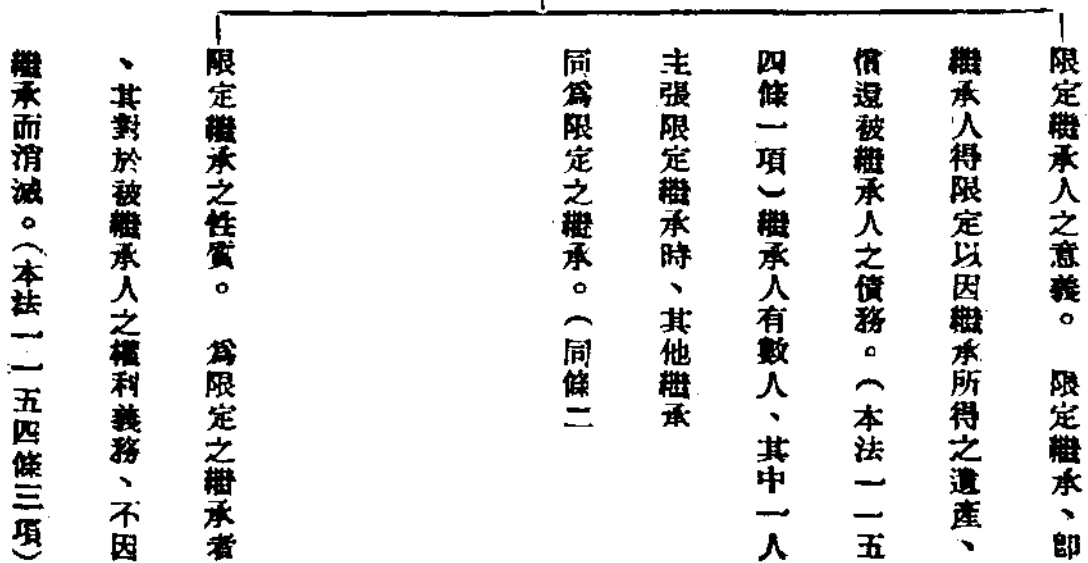 限定繼承人之意義。　限定繼承、卽
繼承人得限定以因繼承所得之遺產、
償還被繼承人之債務。（本法一一五
四條一項）繼承人有數人、其中一人
主張限定繼承時、其他繼承
同爲限定之繼承。（同條二
限定繼承之性質。　爲限定之繼承者
、其對於被繼承人之權利義務、不因
繼承而消滅。（本法一一五四條三項）